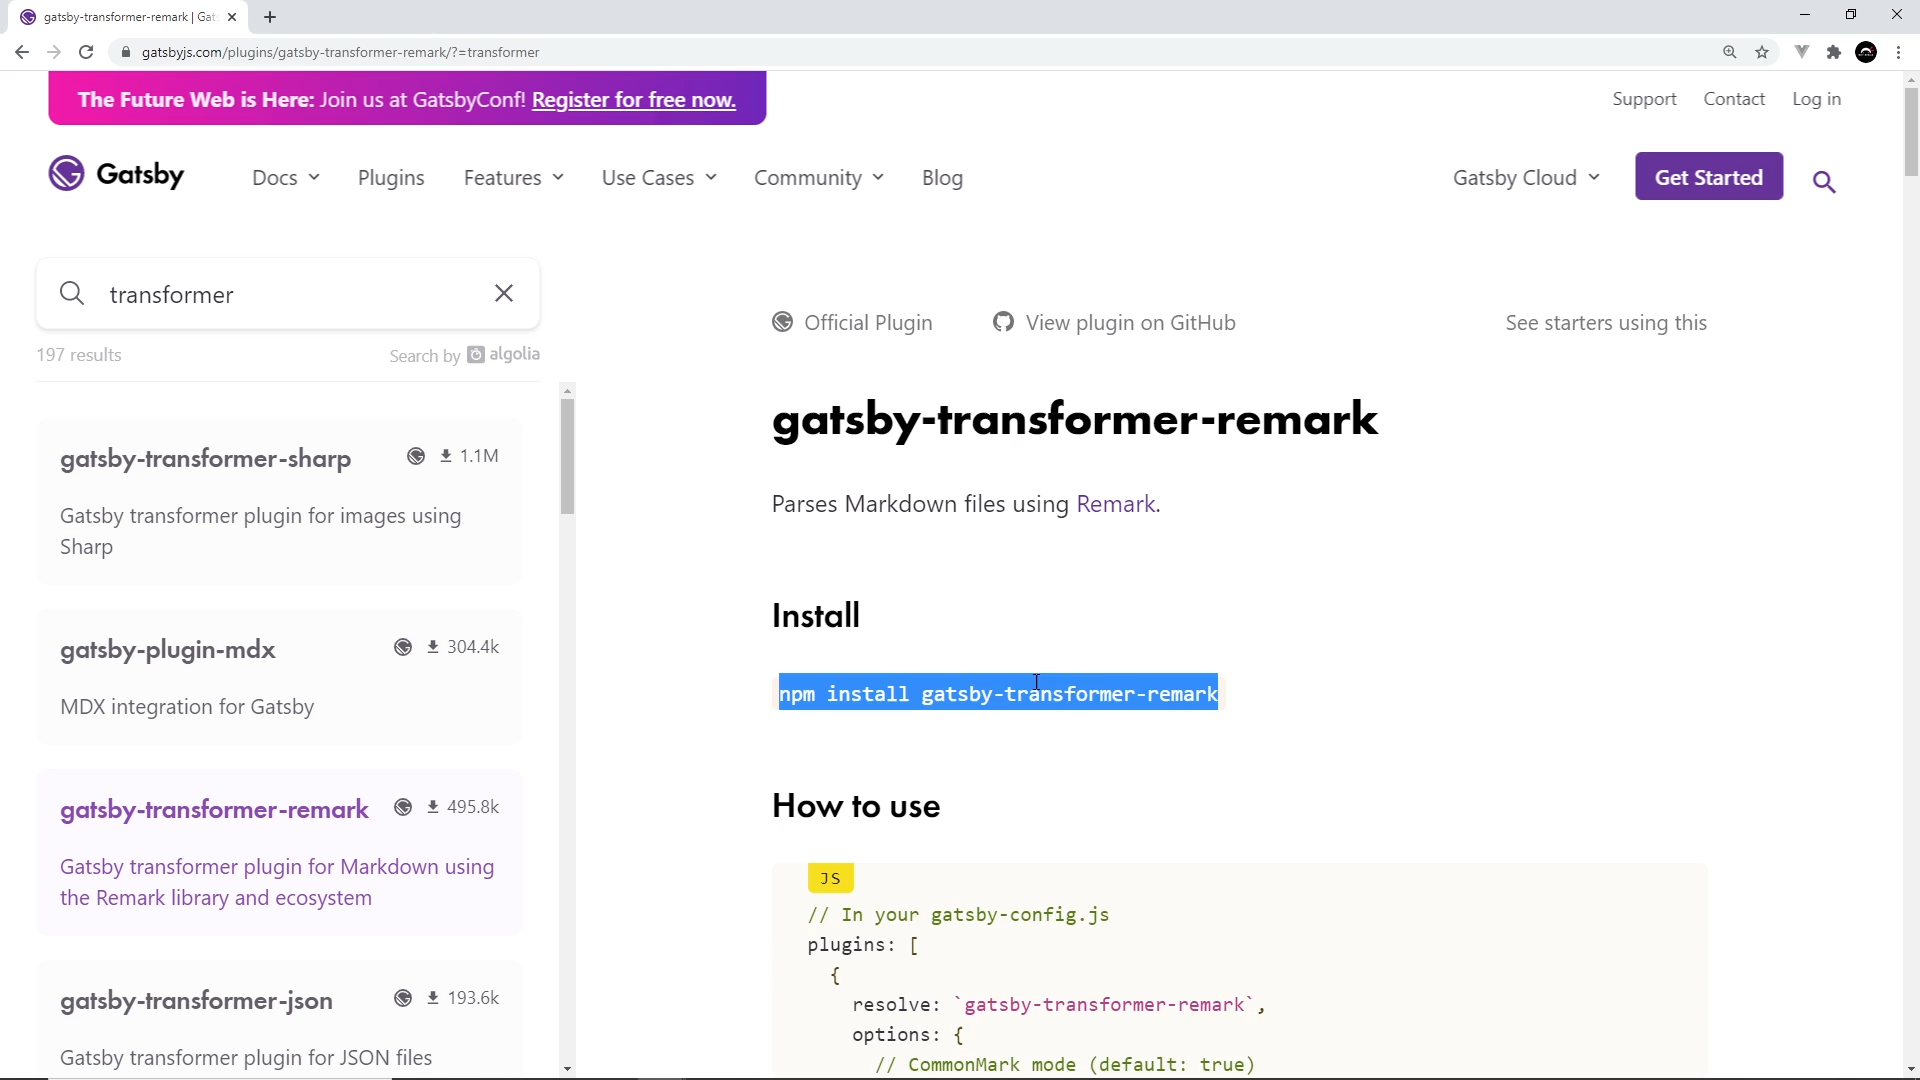 gatsby-transformer-remark | Gat
gatsbyjs.com/plugins/gatsby-transformer-remark/?=transformer
The Future Web is Here: Join us at GatsbyConf! Register for free now.
Support Contact Log in
Gatsby Docs Plugins Features Use Cases Community Blog Gatsby Cloud Get Started
transformer
197 results Search by algolia
gatsby-transformer-sharp 1.1M
Gatsby transformer plugin for images using
Sharp
gatsby-plugin-mdx 304.4k
MDX integration for Gatsby
gatsby-transformer-remark 495.8k
Gatsby transformer plugin for Markdown using
the Remark library and ecosystem
gatsby-transformer-json 193.6k
Gatsby transformer plugin for JSON files
Official Plugin View plugin on GitHub See starters using this
gatsby-transformer-remark
Parses Markdown files using Remark.
Install
npm install gatsby-transformer-remark
How to use
JS
// In your gatsby-config.js
plugins: [
{
resolve: `gatsby-transformer-remark`,
options: {
// CommonMark mode (default: true)